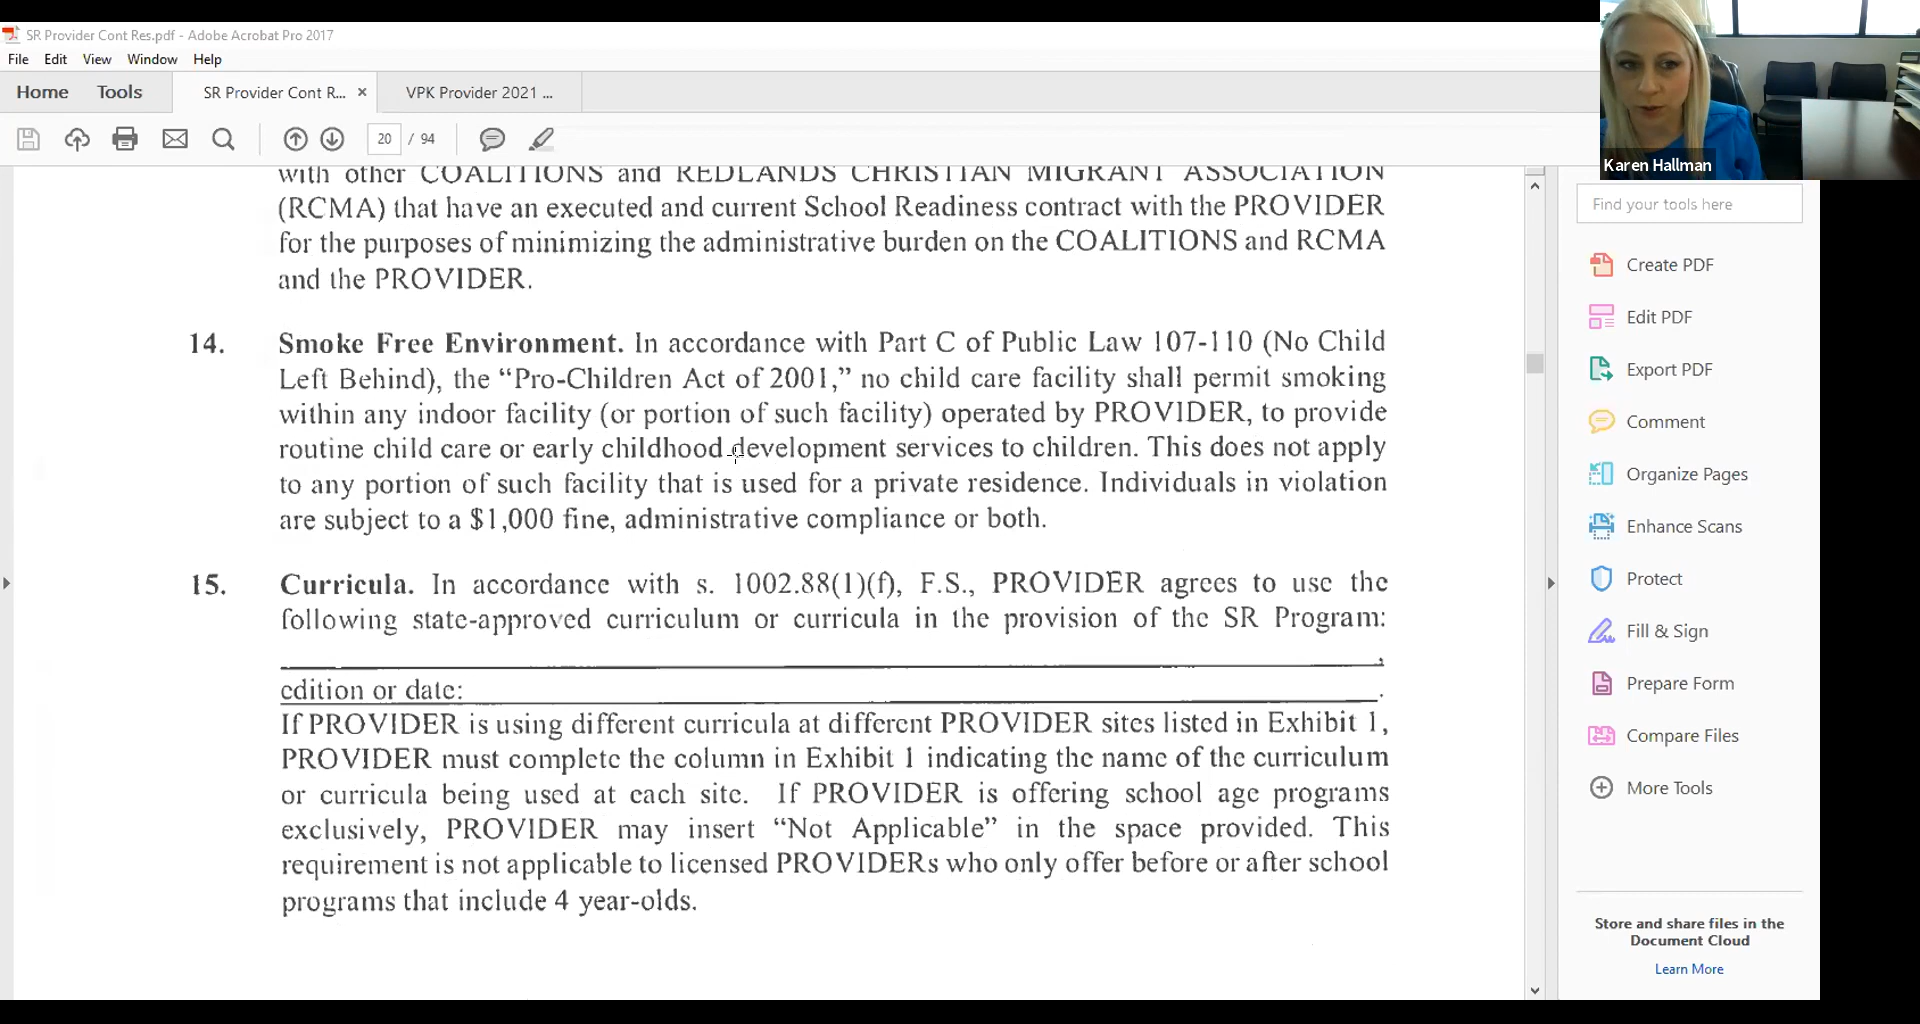 SR Provider Cont Res.pdf - Adobe Acrobat Pro 2017
File Edit View Window Help
Home Tools SR Provider Cont R... × VPK Provider 2021 ...
20 / 94
with other COALITIONS and REDLANDS CHRISTIAN MIGRANT ASSOCIATION
(RCMA) that have an executed and current School Readiness contract with the PROVIDER
for the purposes of minimizing the administrative burden on the COALITIONS and RCMA
and the PROVIDER.
14. Smoke Free Environment. In accordance with Part C of Public Law 107-110 (No Child
Left Behind), the “Pro-Children Act of 2001,” no child care facility shall permit smoking
within any indoor facility (or portion of such facility) operated by PROVIDER, to provide
routine child care or early childhood development services to children. This does not apply
to any portion of such facility that is used for a private residence. Individuals in violation
are subject to a $1,000 fine, administrative compliance or both.
15. Curricula. In accordance with s. 1002.88(1)(f), F.S., PROVIDER agrees to use the
following state-approved curriculum or curricula in the provision of the SR Program:
,
edition or date: .
If PROVIDER is using different curricula at different PROVIDER sites listed in Exhibit 1,
PROVIDER must complete the column in Exhibit 1 indicating the name of the curriculum
or curricula being used at each site. If PROVIDER is offering school age programs
exclusively, PROVIDER may insert “Not Applicable” in the space provided. This
requirement is not applicable to licensed PROVIDERs who only offer before or after school
programs that include 4 year-olds.
Karen Hallman
Find your tools here
Create PDF
Edit PDF
Export PDF
Comment
Organize Pages
Enhance Scans
Protect
Fill & Sign
Prepare Form
Compare Files
More Tools
Store and share files in the
Document Cloud
Learn More